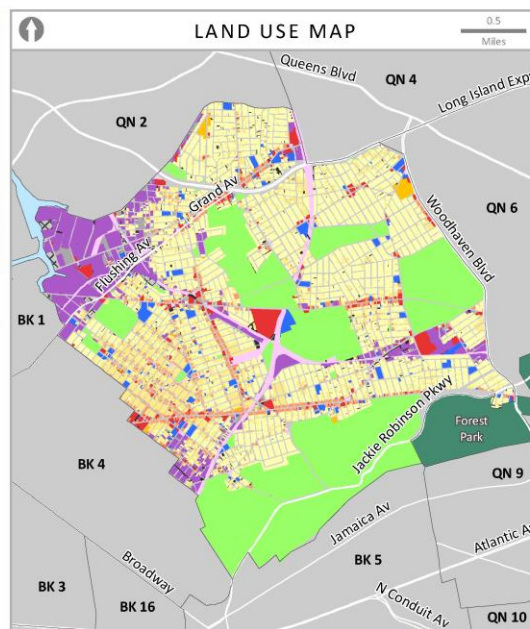 LAND USE MAP
0.5
Miles
Queens Blvd
QN 4
Long Island Expr
QN 2
Grand Av
QN 6
Woodhaven Blvd
Flushing Av
BK 1
Jackie Robinson Pkwy
Forest
Park
BK 4
QN 9
Jamaica Av
Atlantic Av
Broadway
BK 5
BK 3
BK 16
N Conduit Av
QN 10